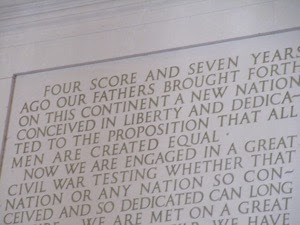 FOUR SCORE AND SEVEN YEARS
AGO OUR FATHERS BROUGHT FORTH
ON THIS CONTINENT A NEW NATION
CONCEIVED IN LIBERTY AND DEDICA-
TED TO THE PROPOSITION THAT ALL
MEN ARE CREATED EQUAL ·
NOW WE ARE ENGAGED IN A GREAT
CIVIL WAR TESTING WHETHER THAT
NATION OR ANY NATION SO CON-
CEIVED AND SO DEDICATED CAN LONG
WE ARE MET ON A GREAT
WE HAVE